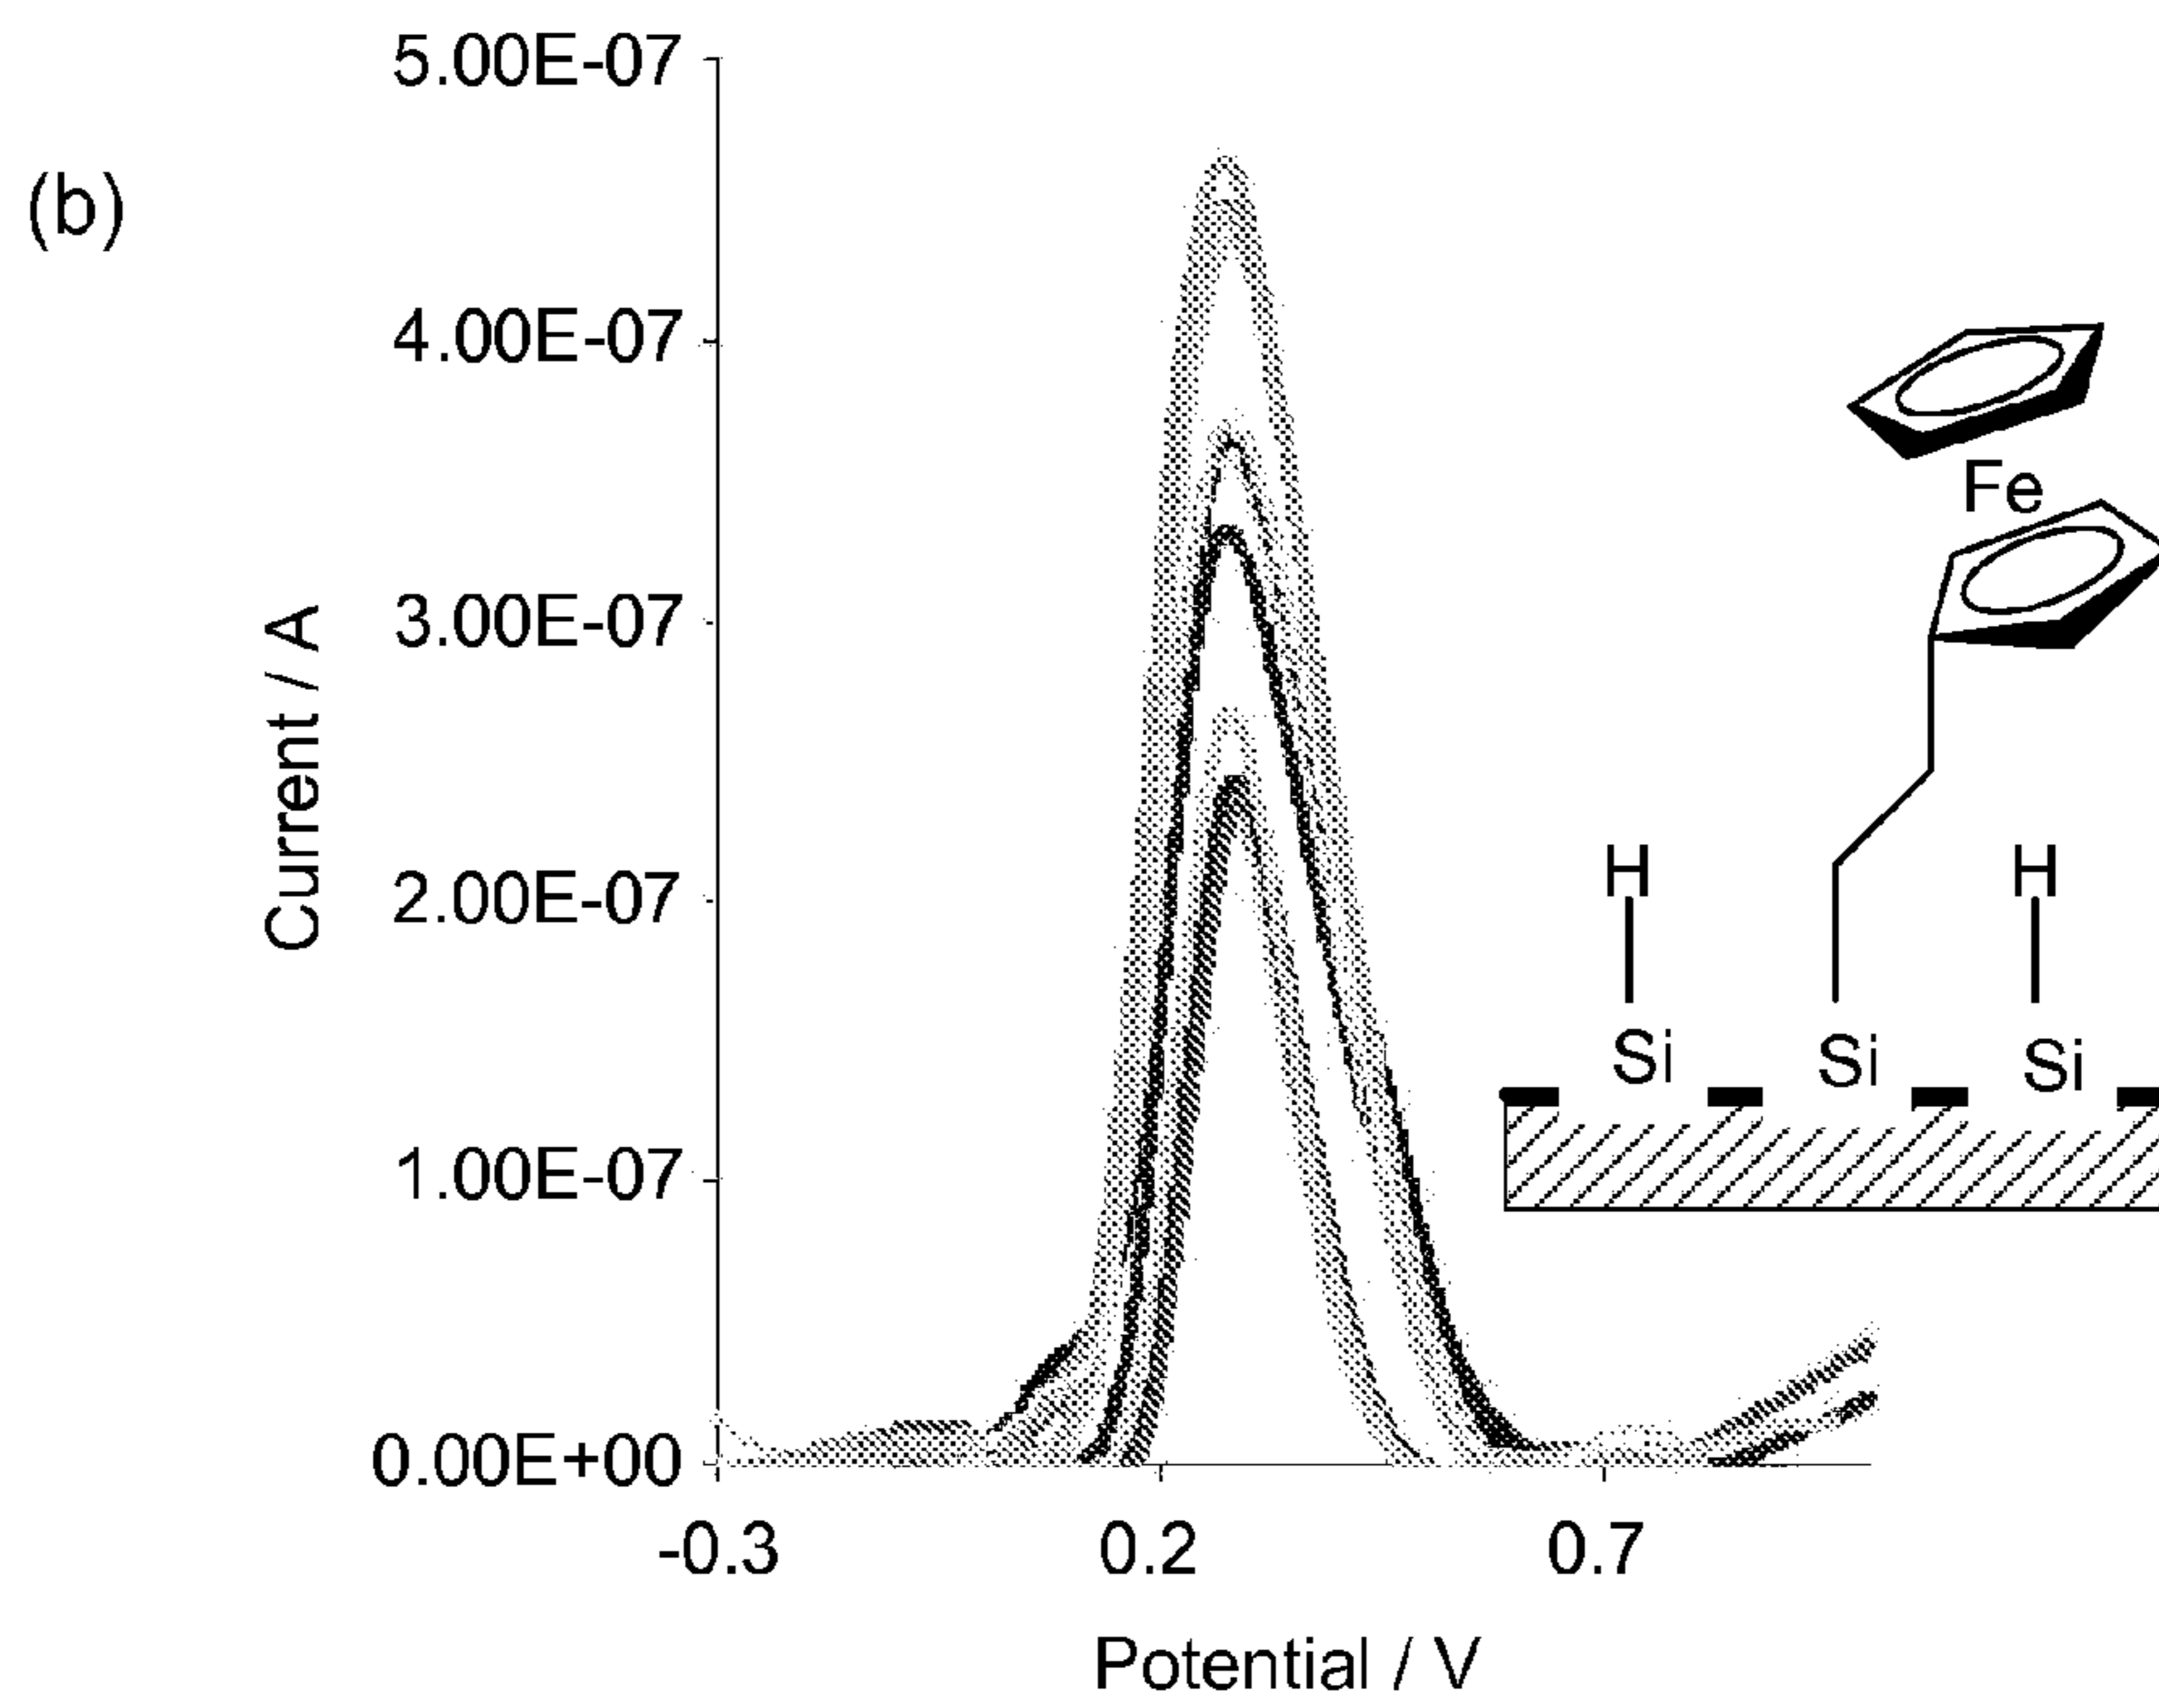 (b)
5.00E-07
4.00E-07
3.00E-07
2.00E-07
1.00E-07
0.00E+00
Current / A
-0.3 0.2 0.7
Potential / V
Fe
H H
Si Si Si